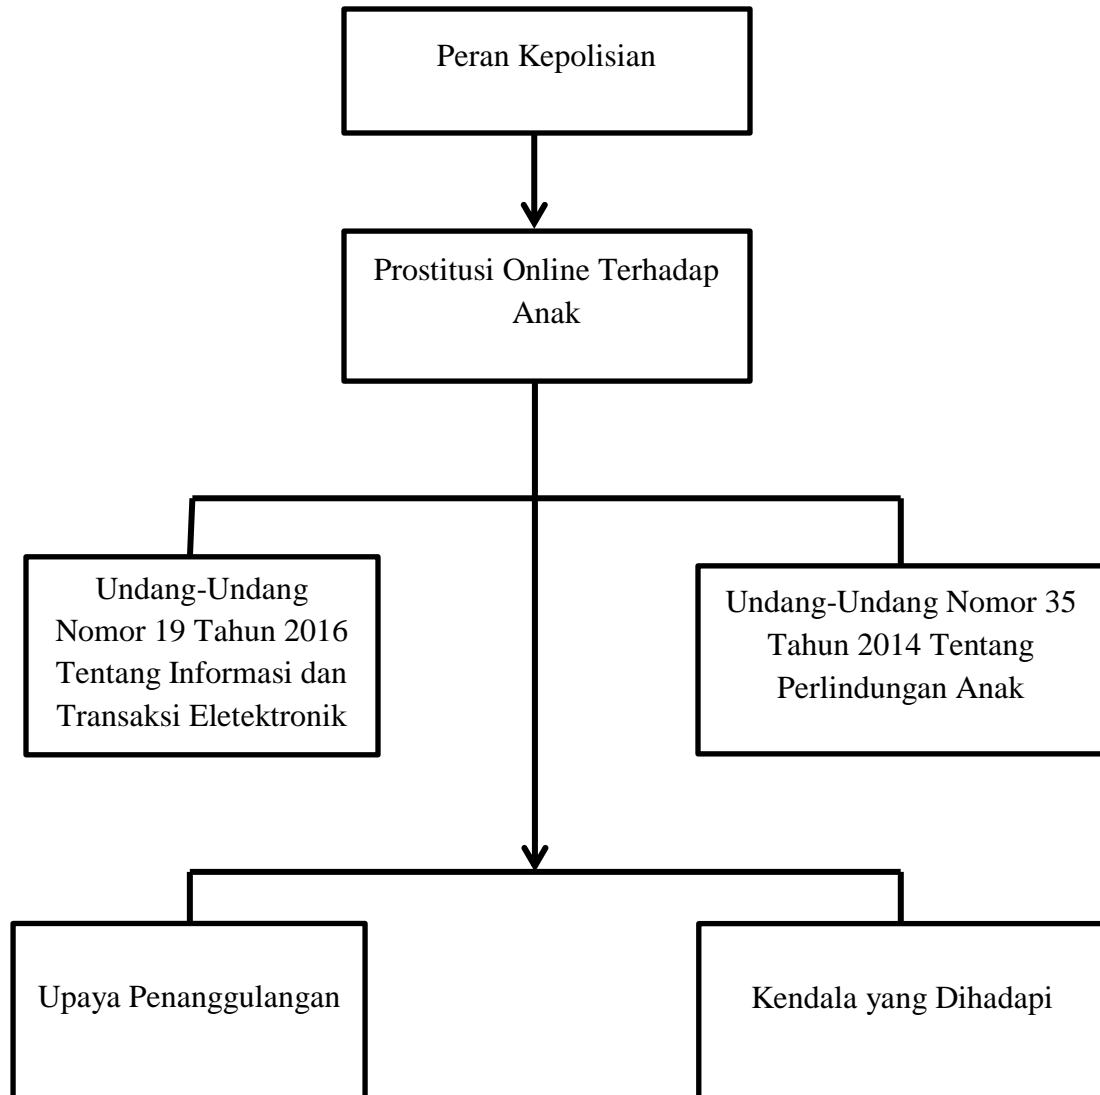 Peran Kepolisian
Prostitusi Online Terhadap
Anak
Undang-Undang
Nomor 19 Tahun 2016
Tentang Informasi dan
Transaksi Eletektronik
Undang-Undang Nomor 35
Tahun 2014 Tentang
Perlindungan Anak
Upaya Penanggulangan
Kendala yang Dihadapi